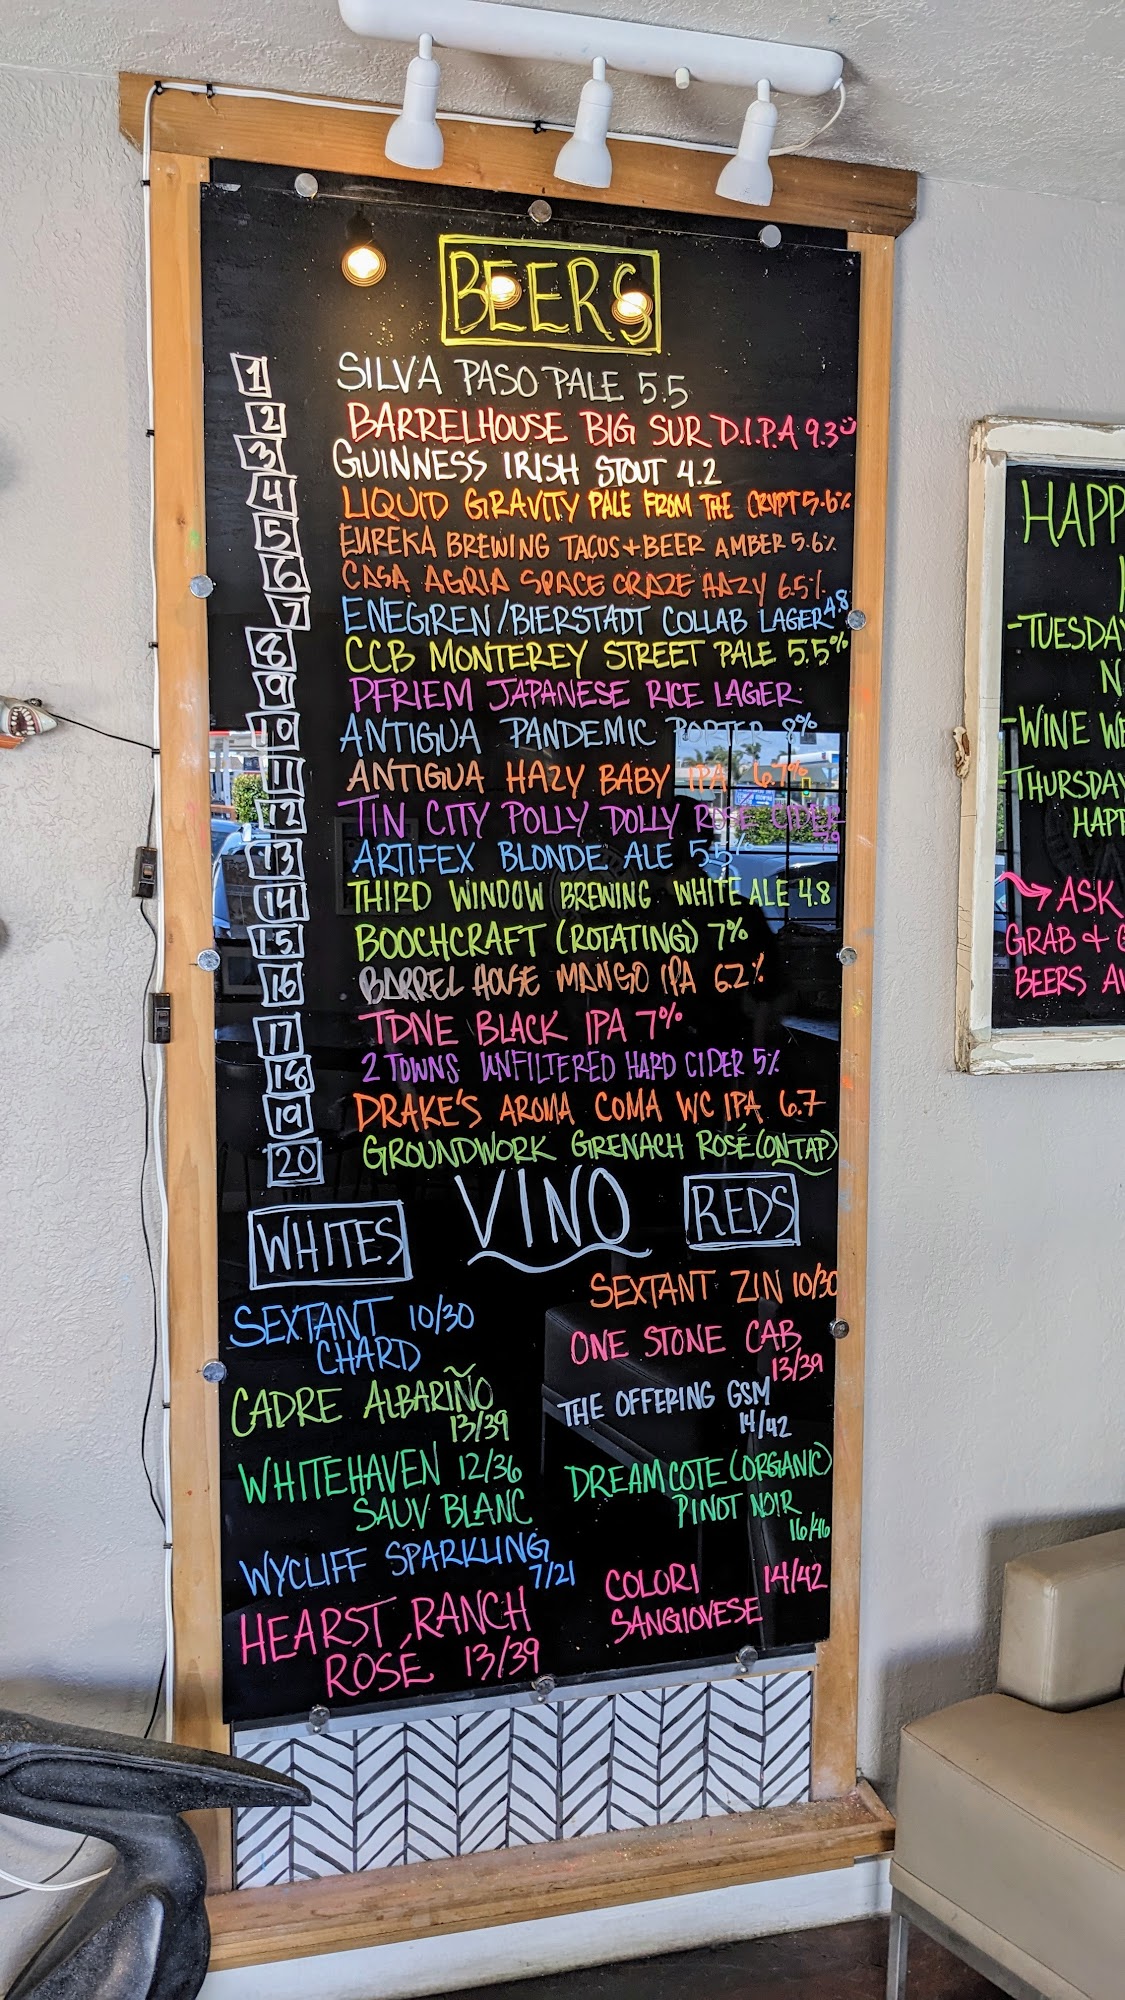 BEERS
1 SILVA PASO PALE 5.5
2 BARRELHOUSE BIG SUR D.I.P.A 9.3
3 GUINNESS IRISH STOUT 4.2
4 LIQUID GRAVITY PALE FROM THE CRYPT 5.6%
5 EUREKA BREWING TACOS + BEER AMBER 5.6%
6 CASA AGRIA SPACE CRAZE HAZY 6.5%
7 ENEGREN/BIERSTADT COLLAB LAGER 4.8
8 CCB MONTEREY STREET PALE 5.5%
9 PFRIEM JAPANESE RICE LAGER
10 ANTIGUA PANDEMIC PORTER 8%
11 ANTIGUA HAZY BABY IPA 6.7%
12 TIN CITY POLLY DOLLY ROSÉ CIDER
13 ARTIFEX BLONDE ALE 5.5%
14 THIRD WINDOW BREWING WHITE ALE 4.8
15 BOOCHCRAFT (ROTATING) 7%
16 BARREL HOUSE MANGO IPA 6.2%
17 TDNE BLACK IPA 7%
18 2 TOWNS UNFILTERED HARD CIDER 5%
19 DRAKE'S AROMA COMA WC IPA 6.7
20 GROUNDWORK GRENACH ROSÉ (ON TAP)
VINO
WHITES
SEXTANT 10/30
CHARD
CADRE ALBARIÑO
13/39
WHITEHAVEN 12/36
SAUV BLANC
WYCLIFF SPARKLING
7/21
HEARST RANCH
ROSÉ 13/39
REDS
SEXTANT ZIN 10/30
ONE STONE CAB
13/39
THE OFFERING GSM
14/42
DREAMCOTE (ORGANIC)
PINOT NOIR
16/46
COLORI 14/42
SANGIOVESE
HAPP
-TUESDAY
N
-WINE WE
THURSDAY
HAPP
ASK
GRAB + G
BEERS AV